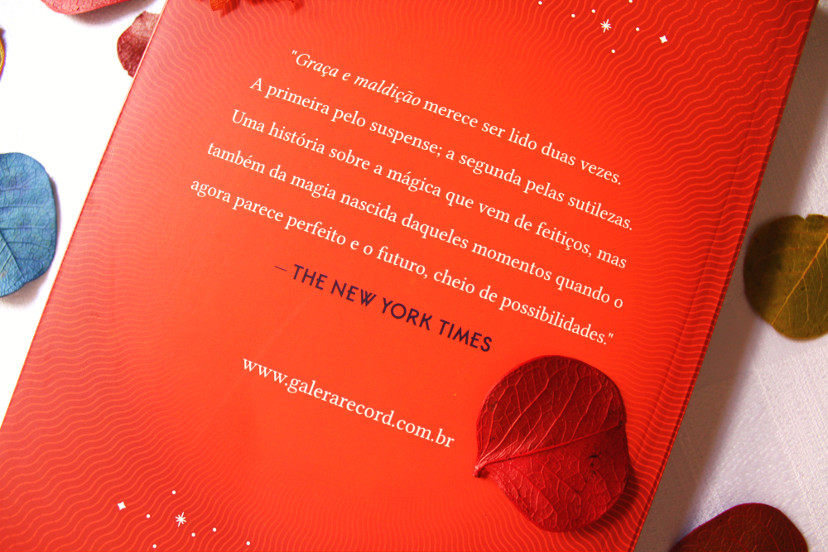 "Graça e maldição merece ser lido duas vezes.
A primeira pelo suspense; a segunda pelas sutilezas.
Uma história sobre a mágica que vem de feitiços, mas
também da magia nascida daqueles momentos quando o
agora parece perfeito e o futuro, cheio de possibilidades."
– THE NEW YORK TIMES
www.galerarecord.com.br